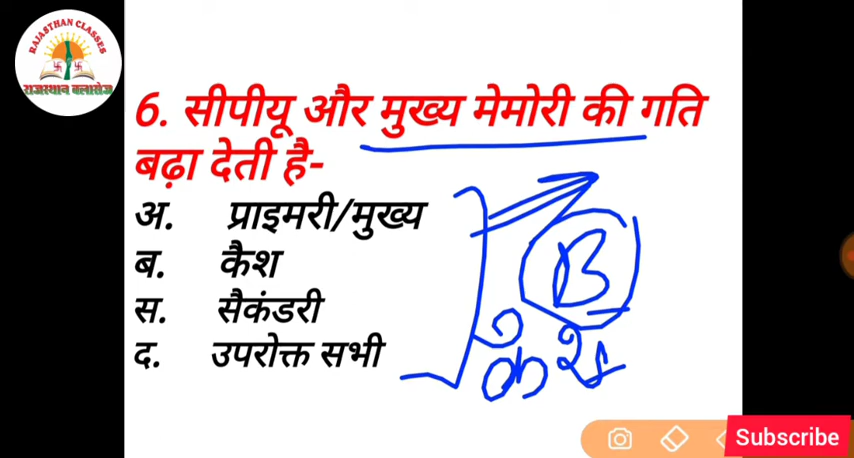 RAJASTHAN CLASSES
राजस्थान क्लासेज
6. सीपीयू और मुख्य मेमोरी की गति
बढ़ा देती है-
अ. प्राइमरी/मुख्य
ब. कैश
स. सैकंडरी
द. उपरोक्त सभी
B
कैश
Subscribe